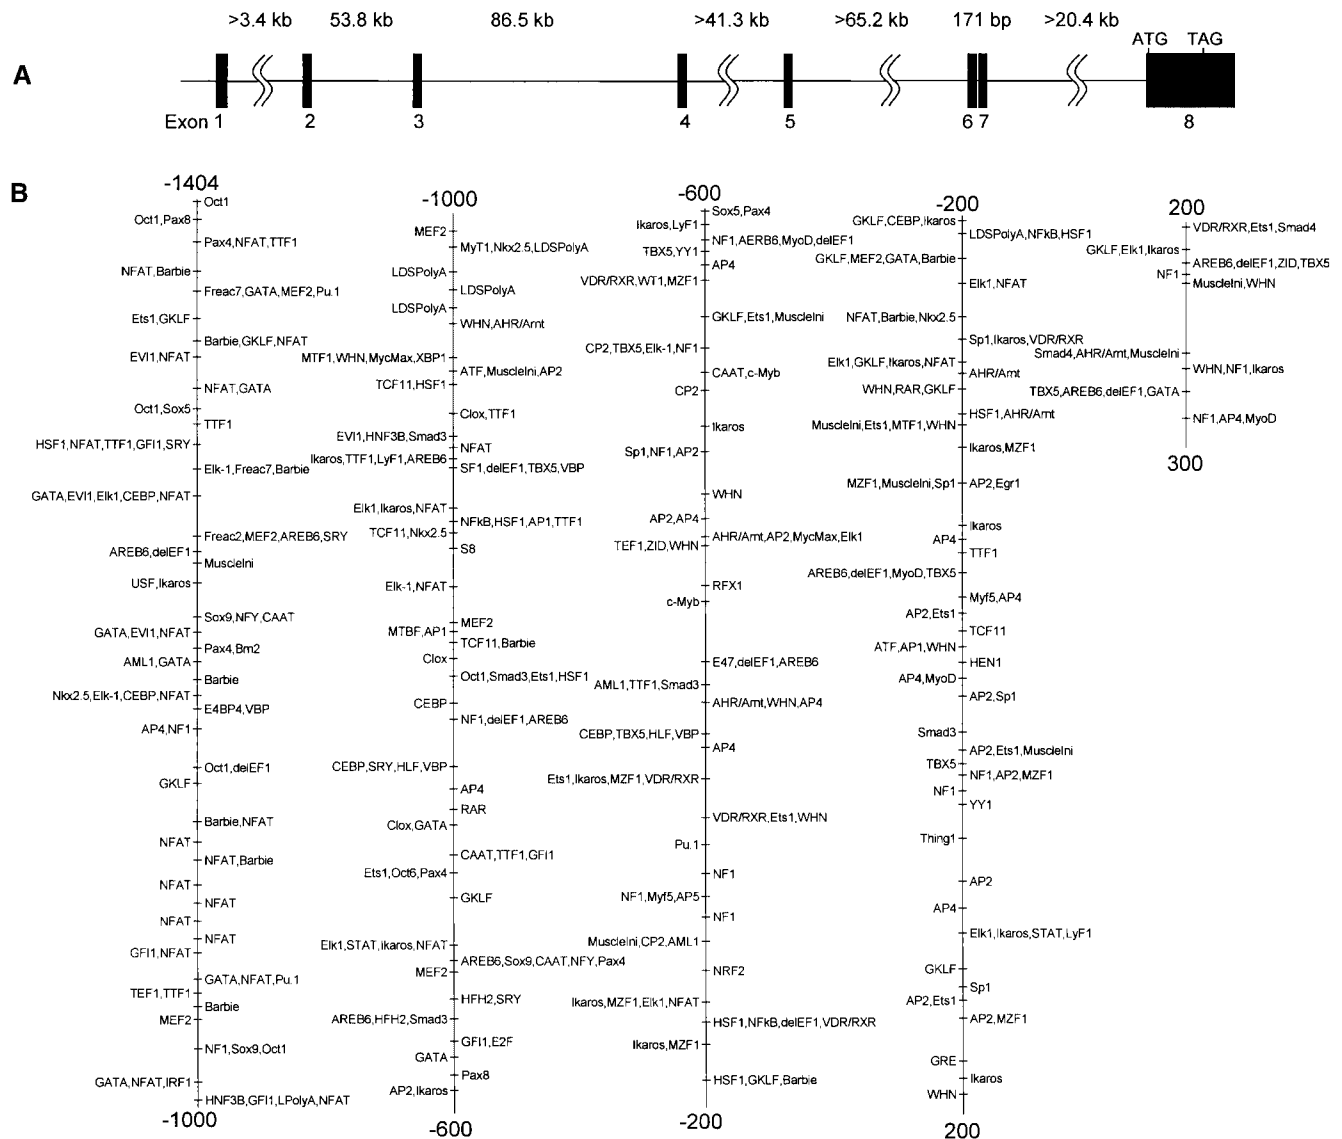 >3.4 kb 53.8 kb 86.5 kb >41.3 kb >65.2 kb 171 bp >20.4 kb
ATG TAG
A
Exon 1 2 3 4 5 6 7 8
B
-1404
Oct1
Oct1,Pax8
Pax4,NFAT,TTF1
NFAT,Barbie
Freac7,GATA,MEF2,Pu.1
Ets1,GKLF
Barbie,GKLF,NFAT
EVI1,NFAT
NFAT,GATA
Oct1,Sox5
TTF1
HSF1,NFAT,TTF1,GFI1,SRY
Elk-1,Freac7,Barbie
GATA,EVI1,Elk1,CEBP,NFAT
Freac2,MEF2,AREB6,SRY
AREB6,delEF1
MuscleIni
USF,Ikaros
Sox9,NFY,CAAT
GATA,EVI1,NFAT
Pax4,Brn2
AML1,GATA
Barbie
Nkx2.5,Elk-1,CEBP,NFAT
E4BP4,VBP
AP4,NF1
Oct1,delEF1
GKLF
Barbie,NFAT
NFAT
NFAT,Barbie
NFAT
NFAT
NFAT
NFAT
GFI1,NFAT
GATA,NFAT,Pu.1
TEF1,TTF1
Barbie
MEF2
NF1,Sox9,Oct1
GATA,NFAT,IRF1
HNF3B,GFI1,LPolyA,NFAT
-1000
-1000
MEF2
MyT1,Nkx2.5,LDSPolyA
LDSPolyA
LDSPolyA
LDSPolyA
WHN,AHR/Arnt
MTF1,WHN,MycMax,XBP1
ATF,MuscleIni,AP2
TCF11,HSF1
Clox,TTF1
EVI1,HNF3B,Smad3
NFAT
Ikaros,TTF1,LyF1,AREB6
SF1,delEF1,TBX5,VBP
Elk1,Ikaros,NFAT
NFkB,HSF1,AP1,TTF1
TCF11,Nkx2.5
S8
Elk-1,NFAT
MEF2
MTBF,AP1
TCF11,Barbie
Clox
Oct1,Smad3,Ets1,HSF1
CEBP
NF1,delEF1,AREB6
CEBP,SRY,HLF,VBP
AP4
RAR
Clox,GATA
CAAT,TTF1,GFI1
Ets1,Oct6,Pax4
GKLF
Elk1,STAT,Ikaros,NFAT
AREB6,Sox9,CAAT,NFY,Pax4
MEF2
HFH2,SRY
AREB6,HFH2,Smad3
GFI1,E2F
GATA
Pax8
AP2,Ikaros
-600
-600
Sox5,Pax4
Ikaros,LyF1
NF1,AERB6,MyoD,delEF1
TBX5,YY1
AP4
VDR/RXR,WT1,MZF1
GKLF,Ets1,MuscleIni
CP2,TBX5,Elk-1,NF1
CAAT,c-Myb
CP2
Ikaros
Sp1,NF1,AP2
WHN
AP2,AP4
AHR/Arnt,AP2,MycMax,Elk1
TEF1,ZID,WHN
RFX1
c-Myb
E47,delEF1,AREB6
AML1,TTF1,Smad3
AHR/Arnt,WHN,AP4
CEBP,TBX5,HLF,VBP
AP4
Ets1,Ikaros,MZF1,VDR/RXR
VDR/RXR,Ets1,WHN
Pu.1
NF1
NF1,Myf5,AP5
NF1
MuscleIni,CP2,AML1
NRF2
Ikaros,MZF1,Elk1,NFAT
HSF1,NFkB,delEF1,VDR/RXR
Ikaros,MZF1
HSF1,GKLF,Barbie
-200
-200
GKLF,CEBP,Ikaros
LDSPolyA,NFkB,HSF1
GKLF,MEF2,GATA,Barbie
Elk1,NFAT
NFAT,Barbie,Nkx2.5
Sp1,Ikaros,VDR/RXR
Elk1,GKLF,Ikaros,NFAT
AHR/Arnt
WHN,RAR,GKLF
HSF1,AHR/Arnt
MuscleIni,Ets1,MTF1,WHN
Ikaros,MZF1
MZF1,MuscleIni,Sp1
AP2,Egr1
Ikaros
AP4
TTF1
AREB6,delEF1,MyoD,TBX5
Myf5,AP4
AP2,Ets1
TCF11
ATF,AP1,WHN
HEN1
AP4,MyoD
AP2,Sp1
Smad3
AP2,Ets1,MuscleIni
TBX5
NF1,AP2,MZF1
NF1
YY1
Thing1
AP2
AP4
Elk1,Ikaros,STAT,LyF1
GKLF
Sp1
AP2,Ets1
AP2,MZF1
GRE
Ikaros
WHN
200
200
VDR/RXR,Ets1,Smad4
GKLF,Elk1,Ikaros
AREB6,delEF1,ZID,TBX5
NF1
MuscleIni,WHN
Smad4,AHR/Arnt,MuscleIni
WHN,NF1,Ikaros
TBX5,AREB6,delEF1,GATA
NF1,AP4,MyoD
300